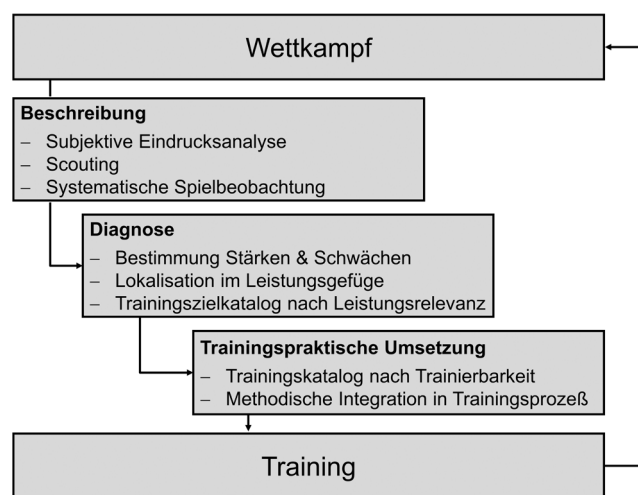 Wettkampf
Beschreibung
– Subjektive Eindrucksanalyse
– Scouting
– Systematische Spielbeobachtung
Diagnose
– Bestimmung Stärken & Schwächen
– Lokalisation im Leistungsgefüge
– Trainingszielkatalog nach Leistungsrelevanz
Trainingspraktische Umsetzung
– Trainingskatalog nach Trainierbarkeit
– Methodische Integration in Trainingsprozeß
Training